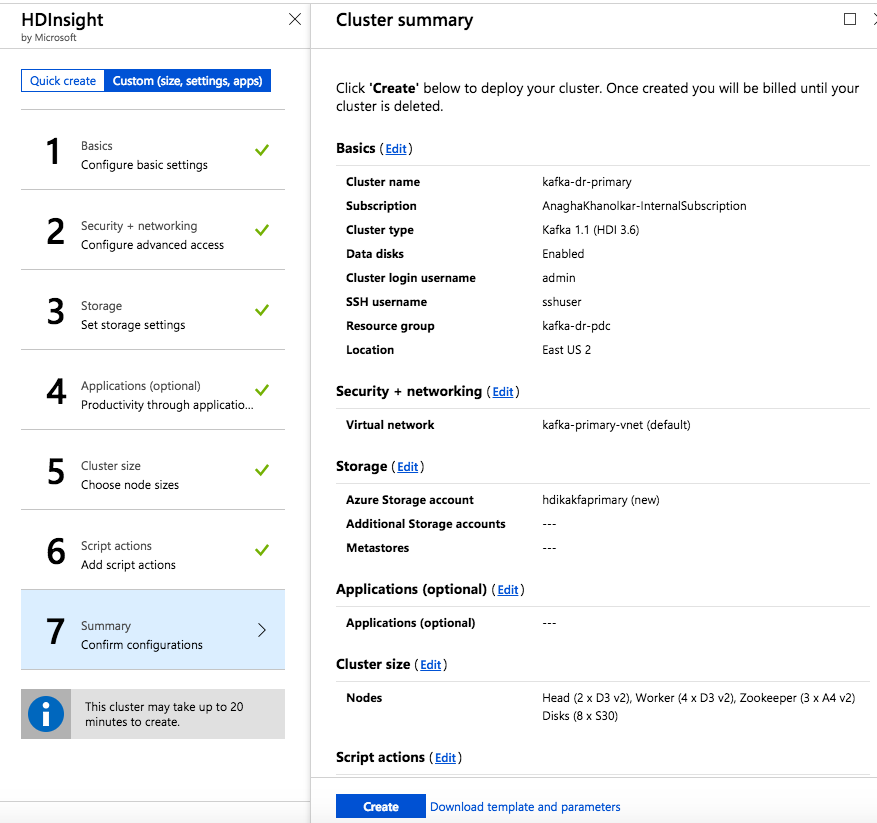 HDInsight
by Microsoft
Quick create
Custom (size, settings, apps)
1
Basics
Configure basic settings
2
Security + networking
Configure advanced access
3
Storage
Set storage settings
4
Applications (optional)
Productivity through applicatio...
5
Cluster size
Choose node sizes
6
Script actions
Add script actions
7
Summary
Confirm configurations
This cluster may take up to 20
minutes to create.
Cluster summary
Click 'Create' below to deploy your cluster. Once created you will be billed until your
cluster is deleted.
Basics (Edit)
Cluster name kafka-dr-primary
Subscription AnaghaKhanolkar-InternalSubscription
Cluster type Kafka 1.1 (HDI 3.6)
Data disks Enabled
Cluster login username admin
SSH username sshuser
Resource group kafka-dr-pdc
Location East US 2
Security + networking (Edit)
Virtual network kafka-primary-vnet (default)
Storage (Edit)
Azure Storage account hdikakfaprimary (new)
Additional Storage accounts ---
Metastores ---
Applications (optional) (Edit)
Applications (optional) ---
Cluster size (Edit)
Nodes Head (2 x D3 v2), Worker (4 x D3 v2), Zookeeper (3 x A4 v2)
Disks (8 x S30)
Script actions (Edit)
Create Download template and parameters